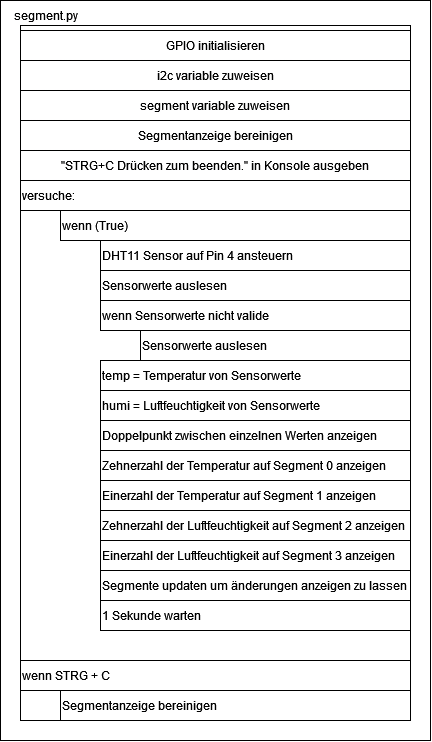 segment.py
GPIO initialisieren
i2c variable zuweisen
segment variable zuweisen
Segmentanzeige bereinigen
"STRG+C Drücken zum beenden." in Konsole ausgeben
versuche:
wenn (True)
DHT11 Sensor auf Pin 4 ansteuern
Sensorwerte auslesen
wenn Sensorwerte nicht valide
Sensorwerte auslesen
temp = Temperatur von Sensorwerte
humi = Luftfeuchtigkeit von Sensorwerte
Doppelpunkt zwischen einzelnen Werten anzeigen
Zehnerzahl der Temperatur auf Segment 0 anzeigen
Einerzahl der Temperatur auf Segment 1 anzeigen
Zehnerzahl der Luftfeuchtigkeit auf Segment 2 anzeigen
Einerzahl der Luftfeuchtigkeit auf Segment 3 anzeigen
Segmente updaten um änderungen anzeigen zu lassen
1 Sekunde warten
wenn STRG + C
Segmentanzeige bereinigen